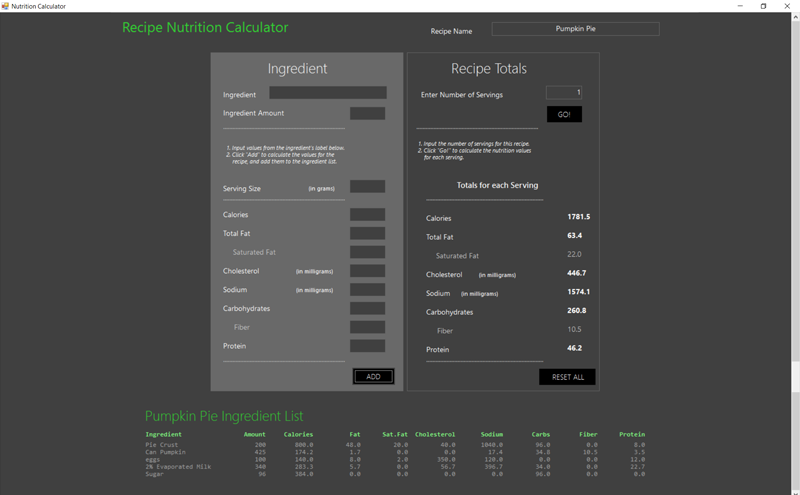 Nutrition Calculator
Recipe Nutrition Calculator
Recipe Name Pumpkin Pie
Ingredient
Ingredient
Ingredient Amount
1. Input values from the ingredient's label below.
2. Click "Add" to calculate the values for the
recipe, and add them to the ingredient list.
Serving Size (in grams)
Calories
Total Fat
Saturated Fat
Cholesterol (in milligrams)
Sodium (in milligrams)
Carbohydrates
Fiber
Protein
ADD
Recipe Totals
Enter Number of Servings 1
GO!
1. Input the number of servings for this recipe.
2. Click "Go!" to calculate the nutrition values
for each serving.
Totals for each Serving
Calories 1781.5
Total Fat 63.4
Saturated Fat 22.0
Cholesterol (in milligrams) 446.7
Sodium (in milligrams) 1574.1
Carbohydrates 260.8
Fiber 10.5
Protein 46.2
RESET ALL
Pumpkin Pie Ingredient List
Ingredient Amount Calories Fat Sat.Fat Cholesterol Sodium Carbs Fiber Protein
Pie Crust 200 800.0 48.0 20.0 40.0 1040.0 96.0 0.0 8.0
Can Pumpkin 425 174.2 1.7 0.0 0.0 17.4 34.8 10.5 3.5
eggs 100 140.0 8.0 2.0 350.0 120.0 0.0 0.0 12.0
2% Evaporated Milk 340 283.3 5.7 0.0 56.7 396.7 34.0 0.0 22.7
Sugar 96 384.0 0.0 0.0 0.0 0.0 96.0 0.0 0.0